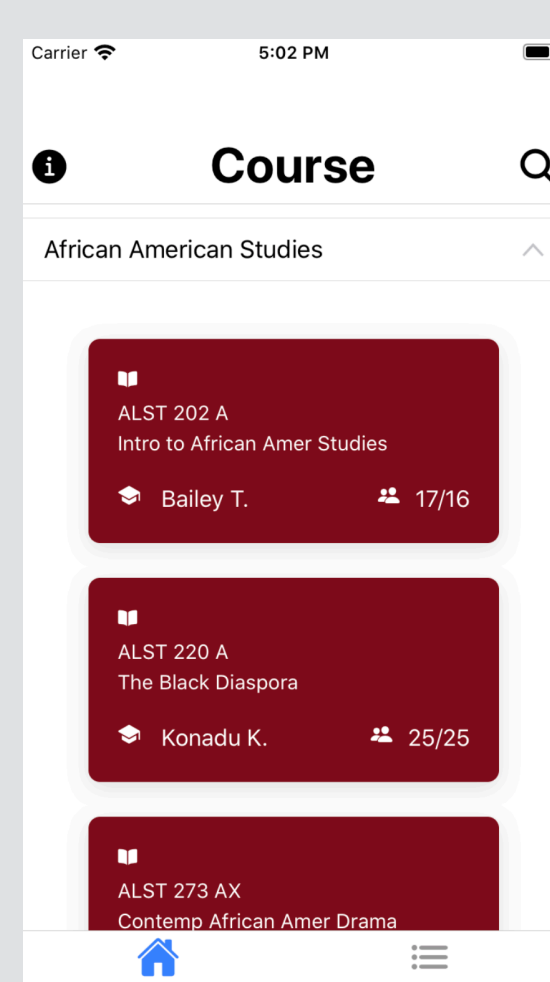 Carrier 5:02 PM
Course
African American Studies
ALST 202 A
Intro to African Amer Studies
Bailey T. 17/16
ALST 220 A
The Black Diaspora
Konadu K. 25/25
ALST 273 AX
Contemp African Amer Drama